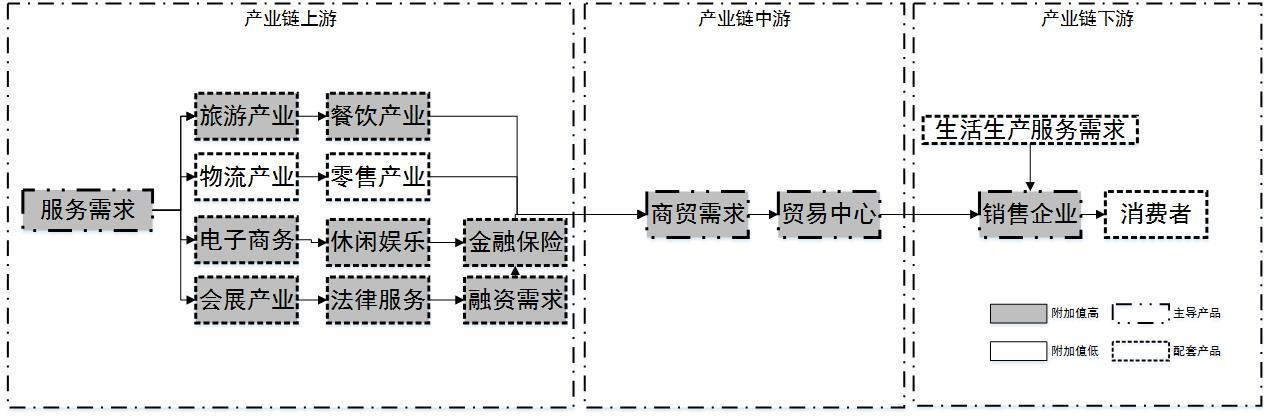 产业链上游
产业链中游
产业链下游
旅游产业
餐饮产业
生活生产服务需求
物流产业
零售产业
服务需求
商贸需求
贸易中心
销售企业
消费者
电子商务
休闲娱乐
金融保险
会展产业
法律服务
融资需求
附加值高
主导产品
附加值低
配套产品